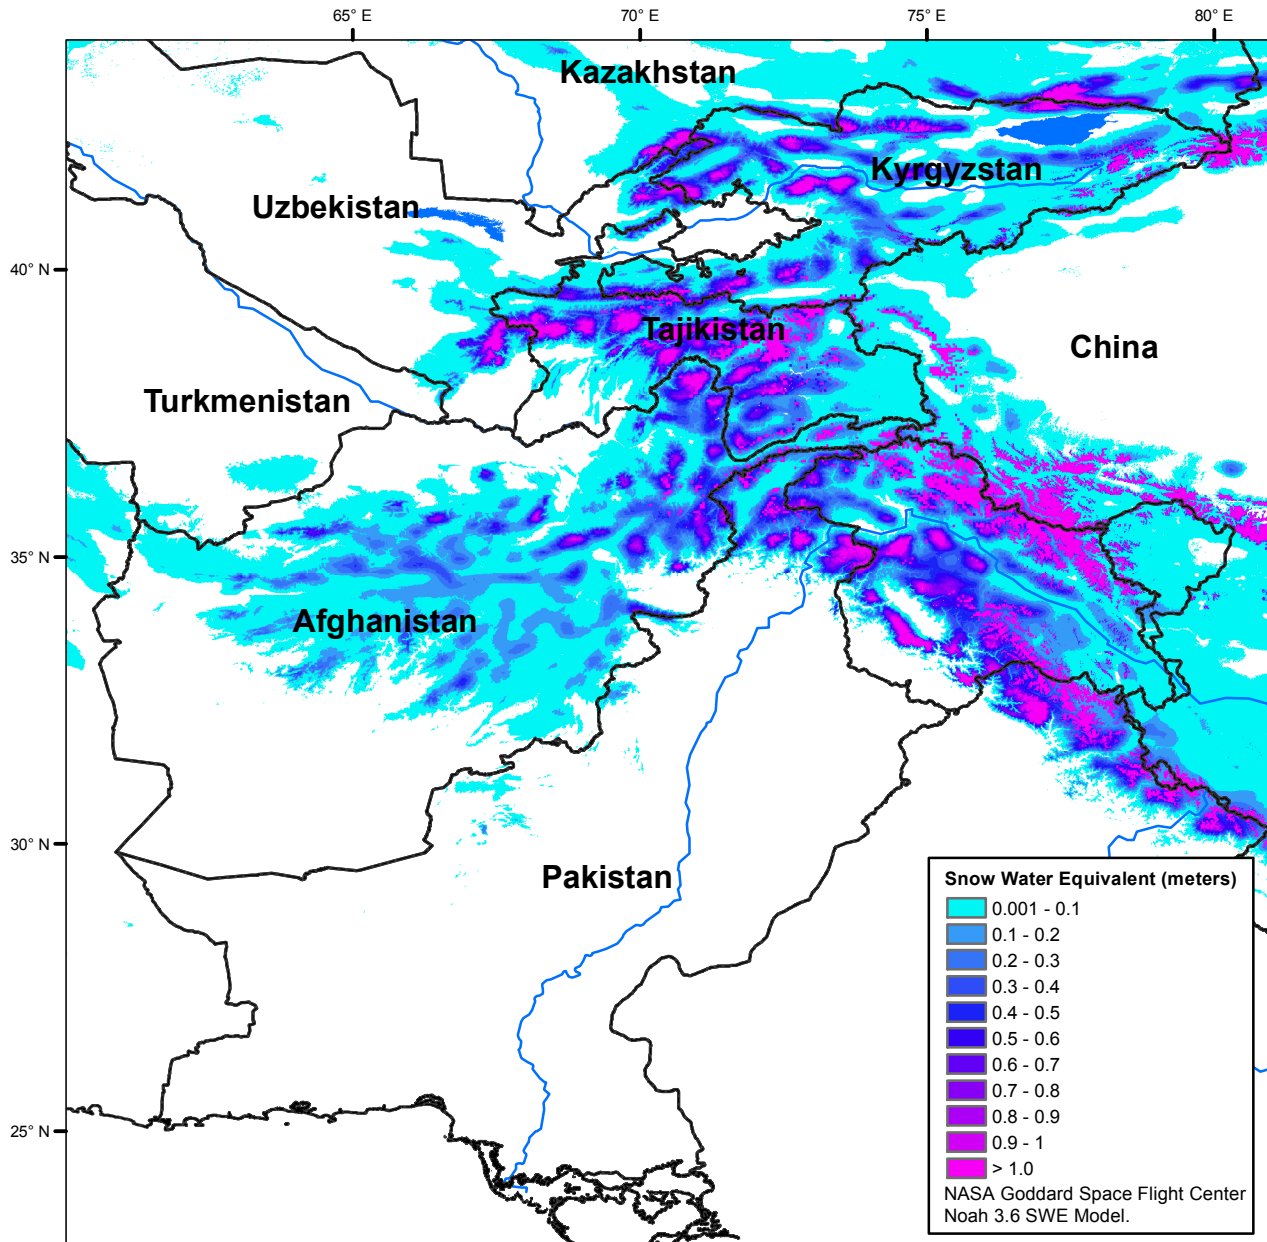 65° E
70° E
75° E
80° E
Kazakhstan
Kyrgyzstan
Uzbekistan
40° N
Tajikistan
China
Turkmenistan
35° N
Afghanistan
30° N
Pakistan
25° N
Snow Water Equivalent (meters)
0.001 - 0.1
0.1 - 0.2
0.2 - 0.3
0.3 - 0.4
0.4 - 0.5
0.5 - 0.6
0.6 - 0.7
0.7 - 0.8
0.8 - 0.9
0.9 - 1
> 1.0
NASA Goddard Space Flight Center
Noah 3.6 SWE Model.